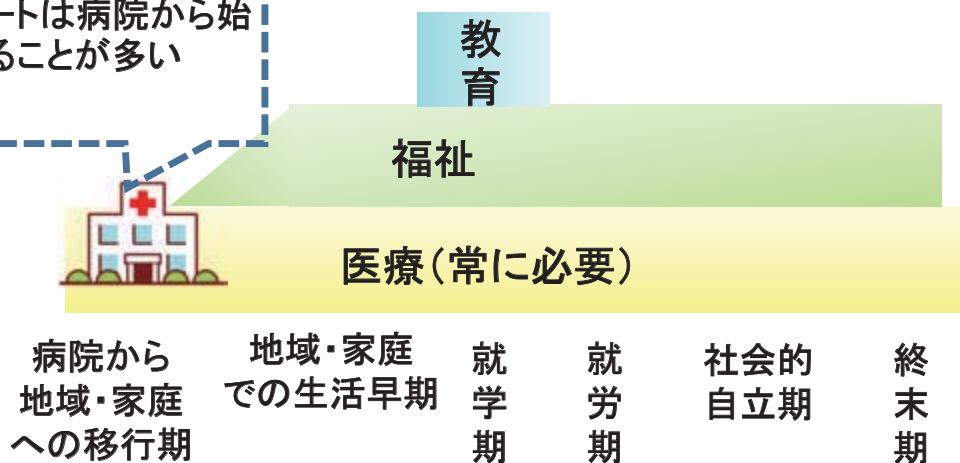 ートは病院から始
ることが多い
教
育
福祉
医療(常に必要)
病院から
地域・家庭
への移行期
地域・家庭
での生活早期
就
学
期
就
労
期
社会的
自立期
終
末
期